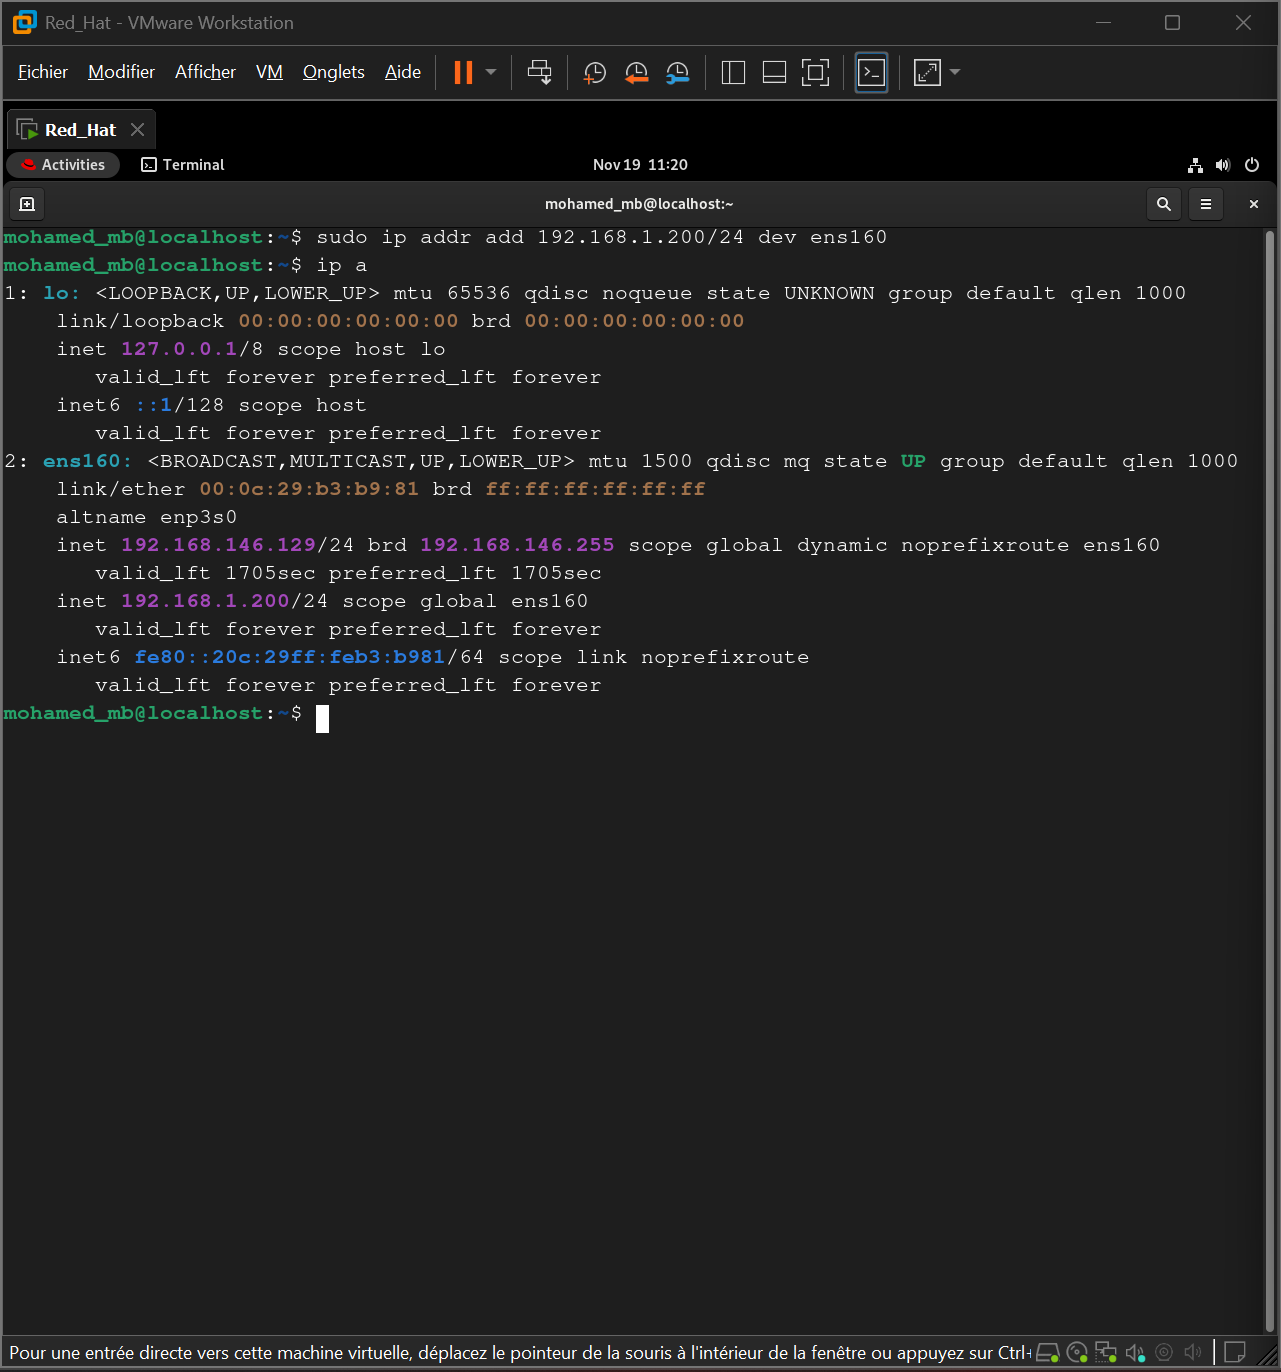 Red_Hat - VMware Workstation
Fichier Modifier Afficher VM Onglets Aide
Red_Hat
Activities Terminal Nov 19 11:20
mohamed_mb@localhost:~
mohamed_mb@localhost:~$ sudo ip addr add 192.168.1.200/24 dev ens160
mohamed_mb@localhost:~$ ip a
1: lo: <LOOPBACK,UP,LOWER_UP> mtu 65536 qdisc noqueue state UNKNOWN group default qlen 1000
    link/loopback 00:00:00:00:00:00 brd 00:00:00:00:00:00
    inet 127.0.0.1/8 scope host lo
       valid_lft forever preferred_lft forever
    inet6 ::1/128 scope host
       valid_lft forever preferred_lft forever
2: ens160: <BROADCAST,MULTICAST,UP,LOWER_UP> mtu 1500 qdisc mq state UP group default qlen 1000
    link/ether 00:0c:29:b3:b9:81 brd ff:ff:ff:ff:ff:ff
    altname enp3s0
    inet 192.168.146.129/24 brd 192.168.146.255 scope global dynamic noprefixroute ens160
       valid_lft 1705sec preferred_lft 1705sec
    inet 192.168.1.200/24 scope global ens160
       valid_lft forever preferred_lft forever
    inet6 fe80::20c:29ff:feb3:b981/64 scope link noprefixroute
       valid_lft forever preferred_lft forever
mohamed_mb@localhost:~$
Pour une entrée directe vers cette machine virtuelle, déplacez le pointeur de la souris à l'intérieur de la fenêtre ou appuyez sur Ctrl+